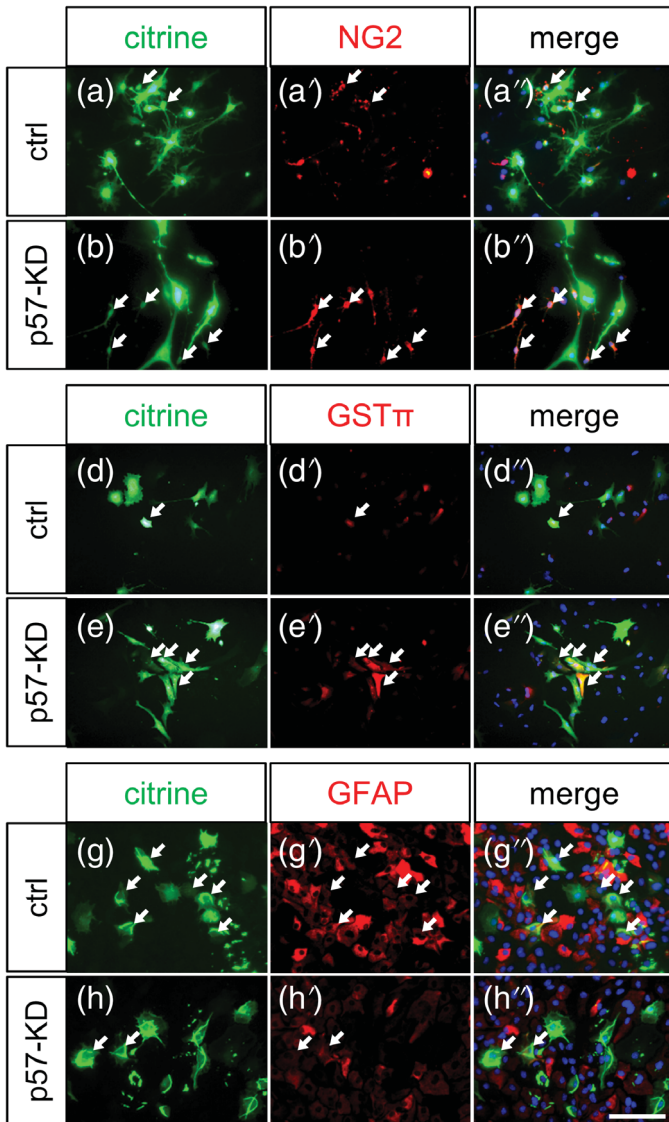 citrine NG2 merge
ctrl (a) (a′) (a″)
p57-KD (b) (b′) (b″)
citrine GSTπ merge
ctrl (d) (d′) (d″)
p57-KD (e) (e′) (e″)
citrine GFAP merge
ctrl (g) (g′) (g″)
p57-KD (h) (h′) (h″)